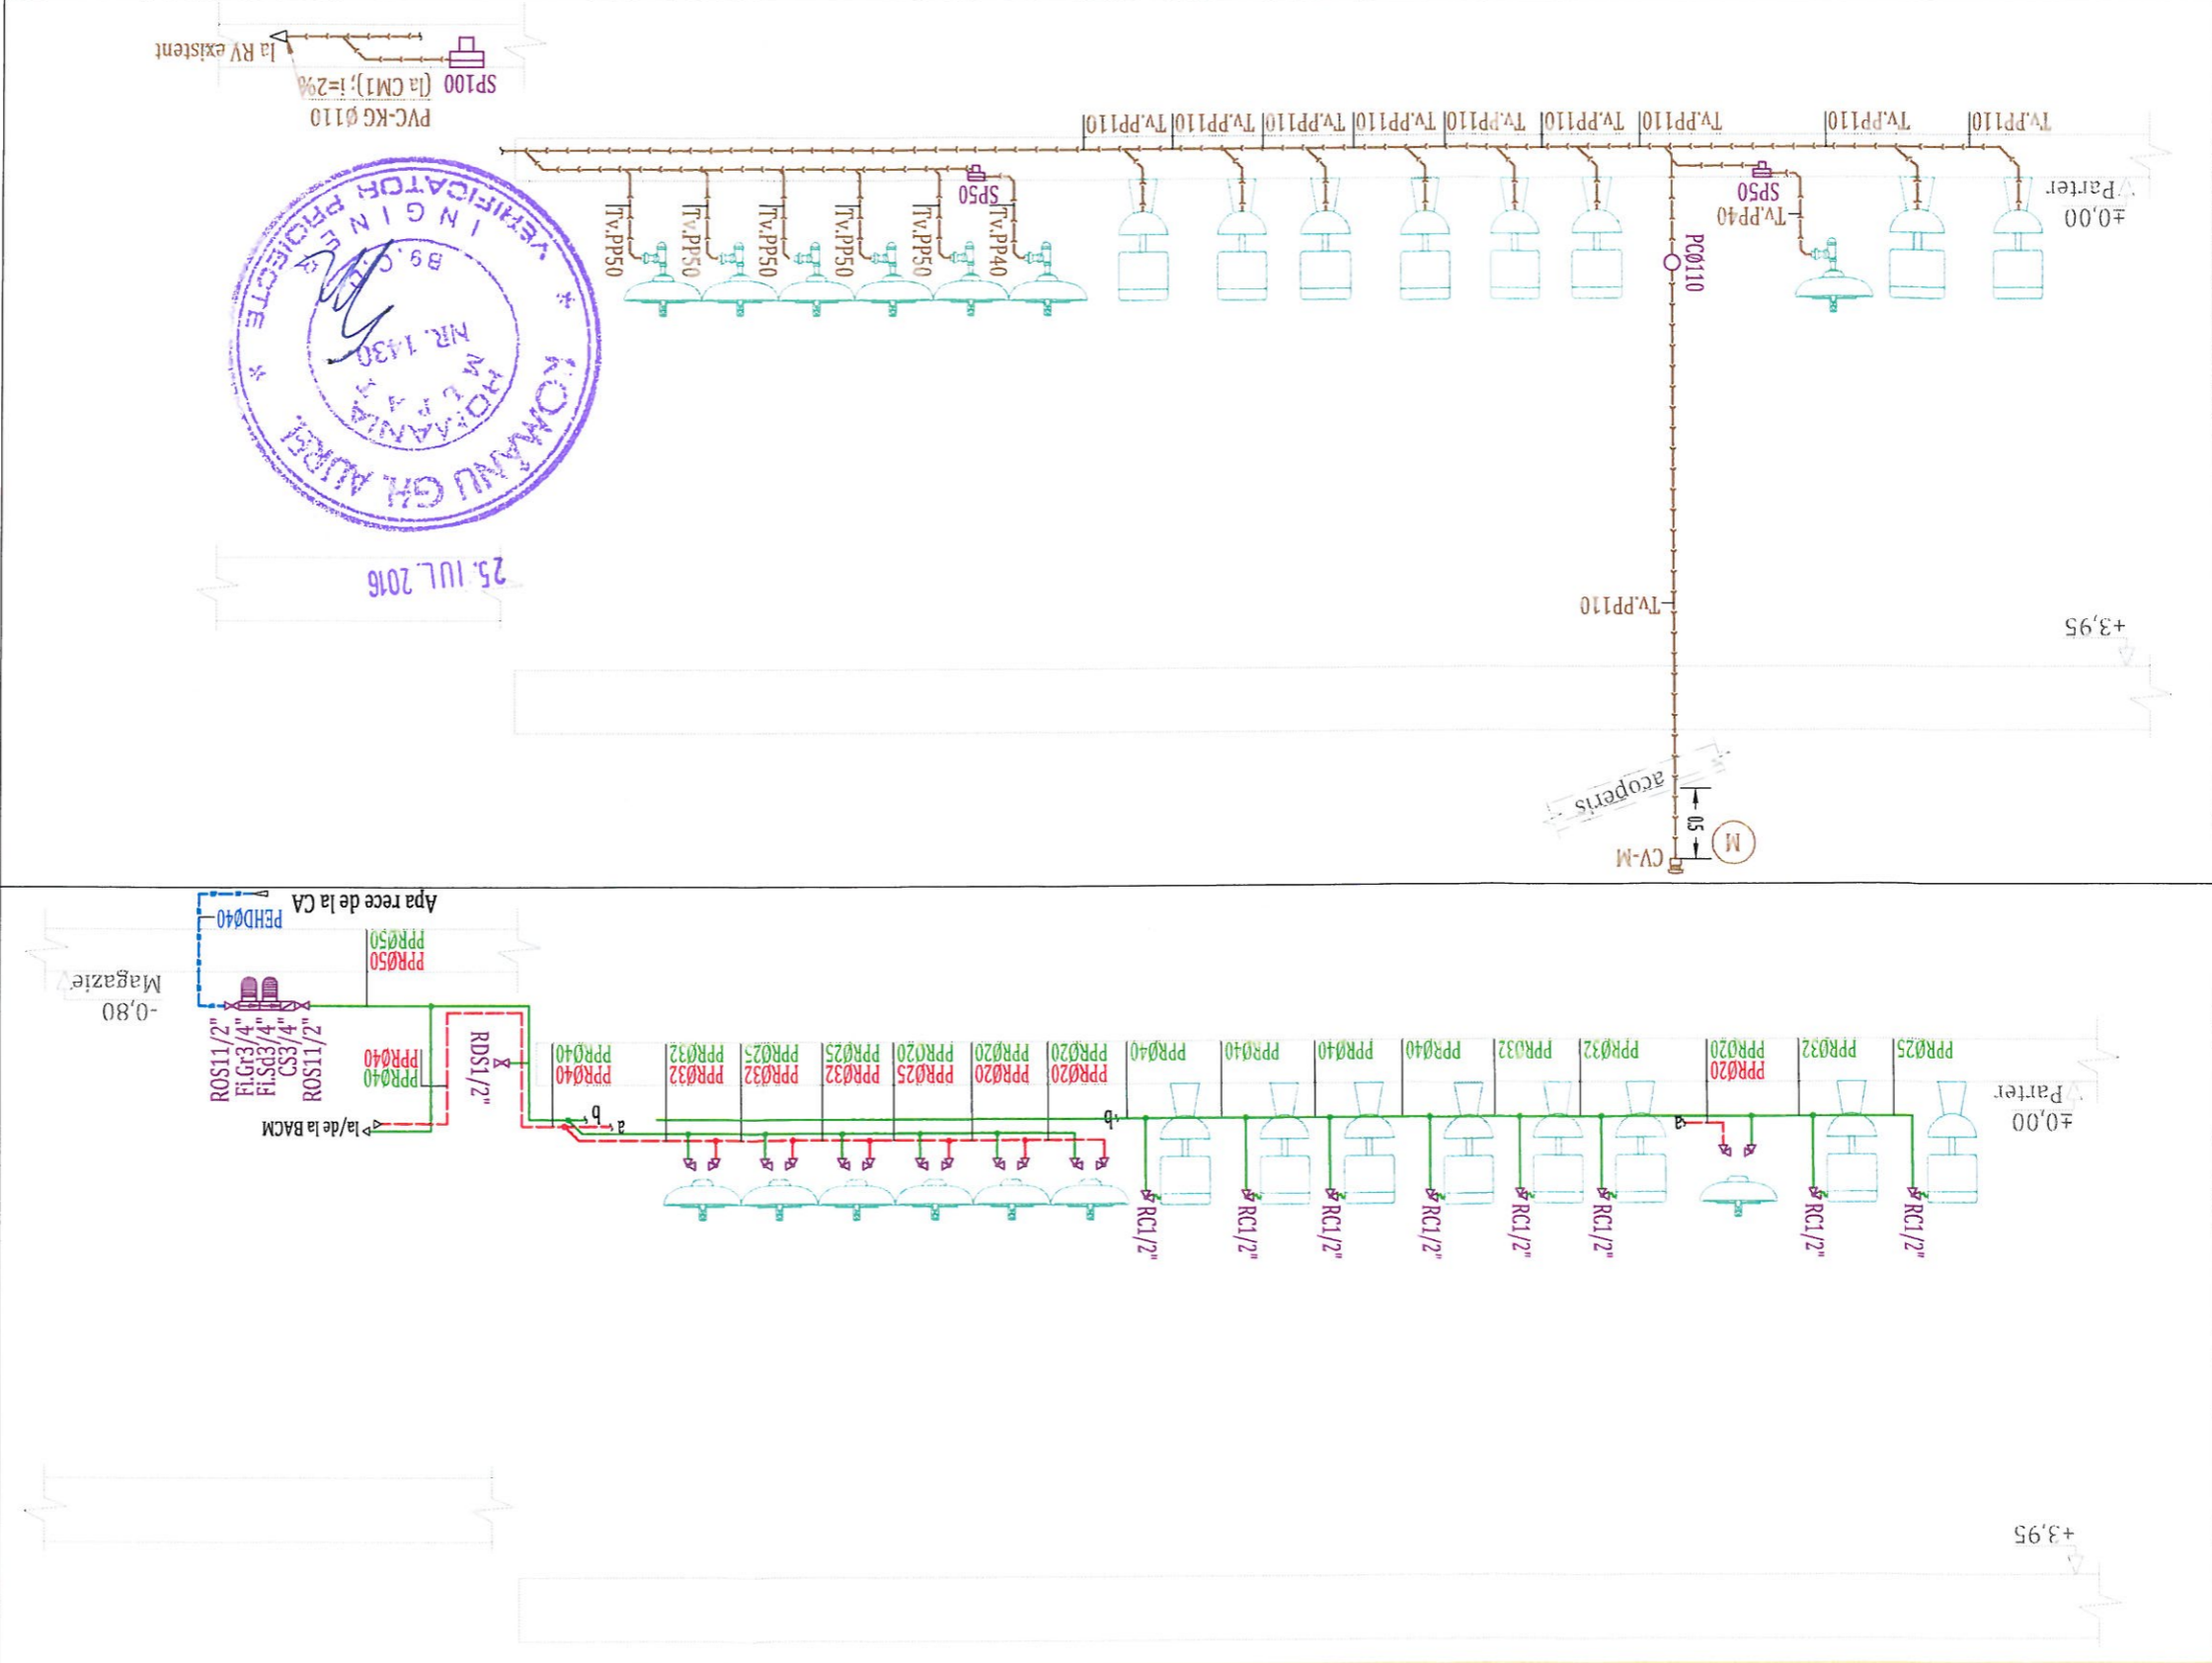 +3,95
RC1/2"
RC1/2"
RC1/2"
RC1/2"
RC1/2"
RC1/2"
RC1/2"
RC1/2"
±0,00
Parter
a
b
a
b
la/de la BACM
PPRØ25
PPRØ32
PPRØ20
PPRØ20
PPRØ32
PPRØ32
PPRØ40
PPRØ40
PPRØ40
PPRØ40
PPRØ20
PPRØ20
PPRØ20
PPRØ20
PPRØ25
PPRØ20
PPRØ32
PPRØ25
PPRØ32
PPRØ25
PPRØ32
PPRØ32
PPRØ40
PPRØ40
RDS1/2"
PPRØ40
PPRØ40
ROS11/2"
CS3/4"
Fi.Sd3/4"
Fi.Gr3/4"
ROS11/2"
-0,80
Magazie
PPRØ50
PPRØ50
PEHDØ40
Apa rece de la CA
M
CV-M
05
acoperis
+3,95
Tv.PP110
25. IUL. 2016
ROMANU GH. AUREL
ROMANIA
M L P A T
NR. 1430
INGINER
* VERIFICATOR PROIECTE *
PCØ110
±0,00
Parter
Tv.PP40
SP50
Tv.PP40
SP50
Tv.PP50
Tv.PP50
Tv.PP50
Tv.PP50
Tv.PP50
Tv.PP110
Tv.PP110
Tv.PP110
Tv.PP110
Tv.PP110
Tv.PP110
Tv.PP110
Tv.PP110
Tv.PP110
PVC-KG Ø110
(la CM1); i=2%
SP100
la RV existent